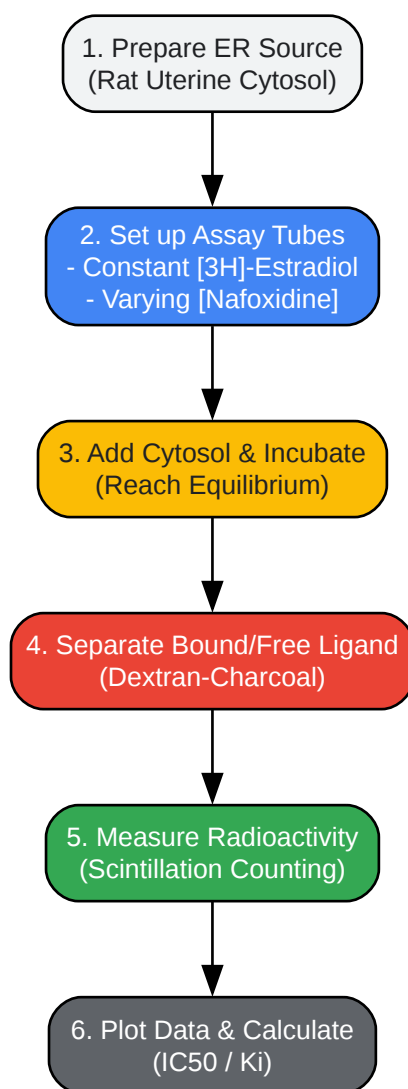 1. Prepare ER Source
(Rat Uterine Cytosol)
2. Set up Assay Tubes
- Constant [3H]-Estradiol
- Varying [Nafoxidine]
3. Add Cytosol & Incubate
(Reach Equilibrium)
4. Separate Bound/Free Ligand
(Dextran-Charcoal)
5. Measure Radioactivity
(Scintillation Counting)
6. Plot Data & Calculate
(IC50 / Ki)